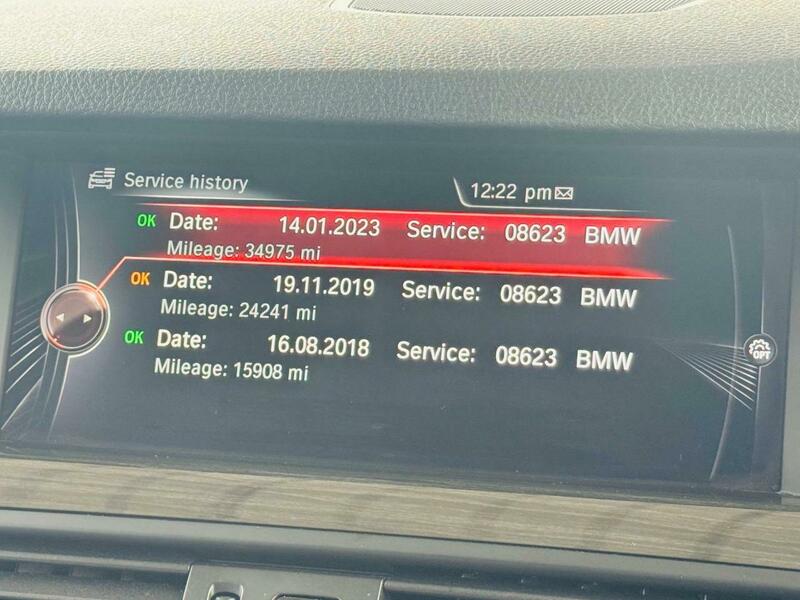 Service history
12:22 pm
OK Date: 14.01.2023 Service: 08623 BMW
Mileage: 34975 mi
OK Date: 19.11.2019 Service: 08623 BMW
Mileage: 24241 mi
OK Date: 16.08.2018 Service: 08623 BMW
Mileage: 15908 mi
OPT